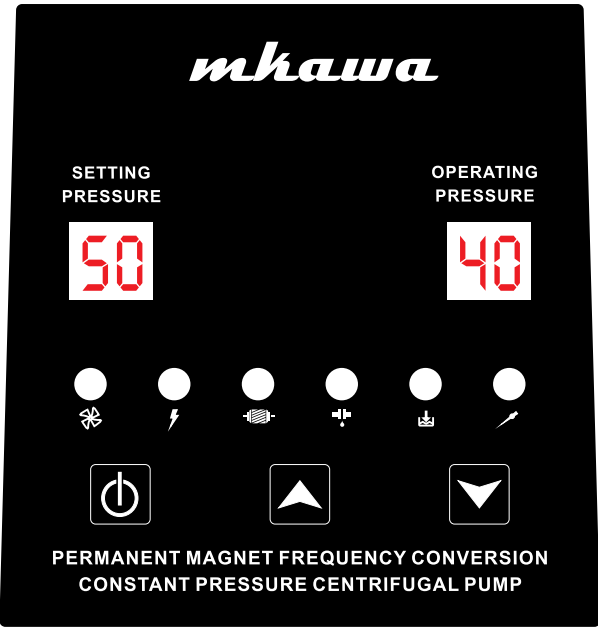 mkawa
SETTING
PRESSURE
OPERATING
PRESSURE
50
40
PERMANENT MAGNET FREQUENCY CONVERSION
CONSTANT PRESSURE CENTRIFUGAL PUMP